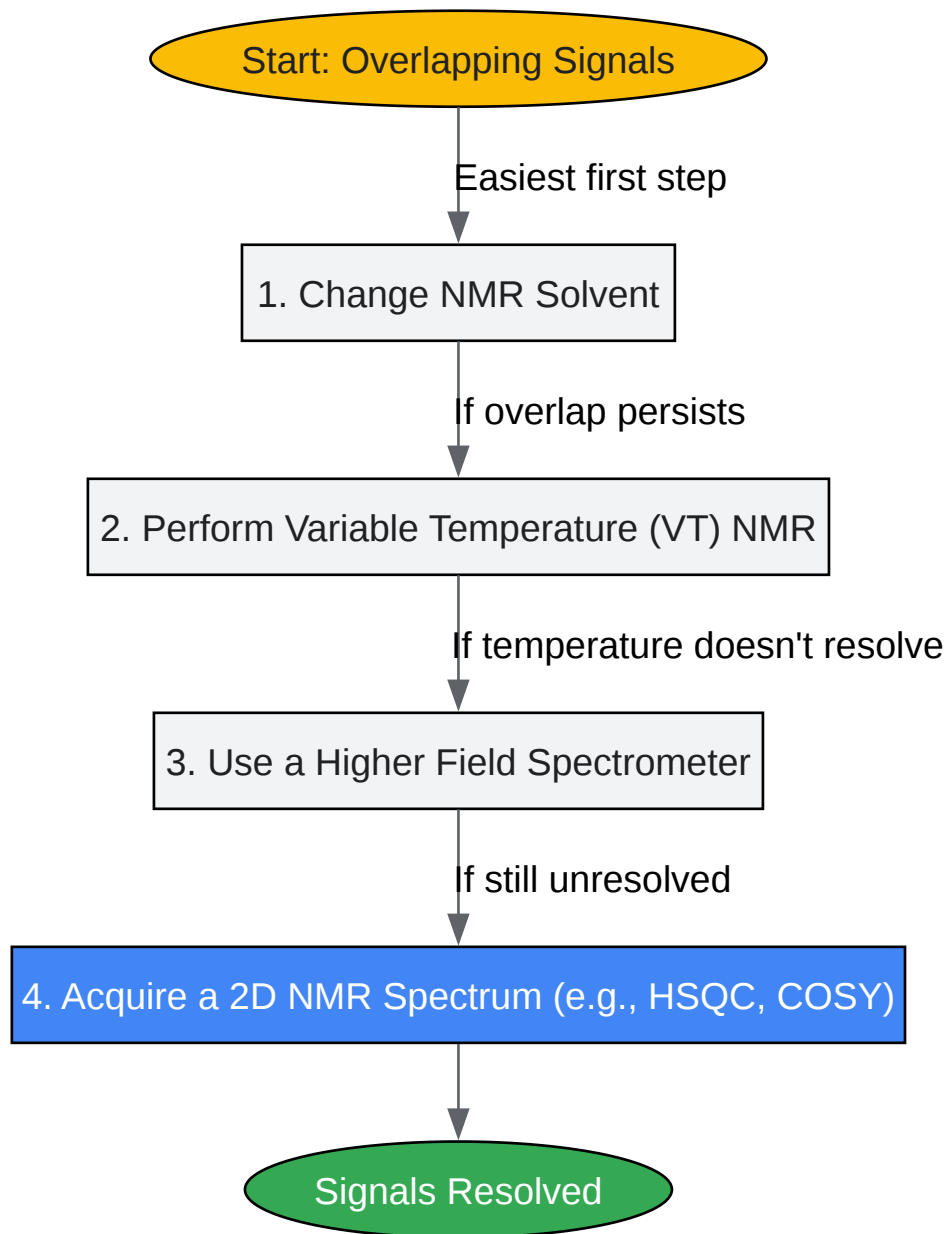 Start: Overlapping Signals
Easiest first step
1. Change NMR Solvent
If overlap persists
2. Perform Variable Temperature (VT) NMR
If temperature doesn't resolve
3. Use a Higher Field Spectrometer
If still unresolved
4. Acquire a 2D NMR Spectrum (e.g., HSQC, COSY)
Signals Resolved